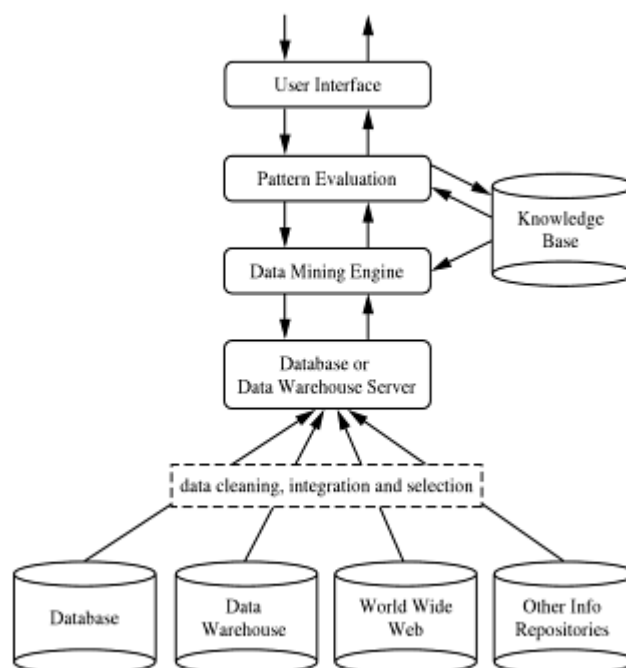 User Interface
Pattern Evaluation
Knowledge
Base
Data Mining Engine
Database or
Data Warehouse Server
data cleaning, integration and selection
Database
Data
Warehouse
World Wide
Web
Other Info
Repositories